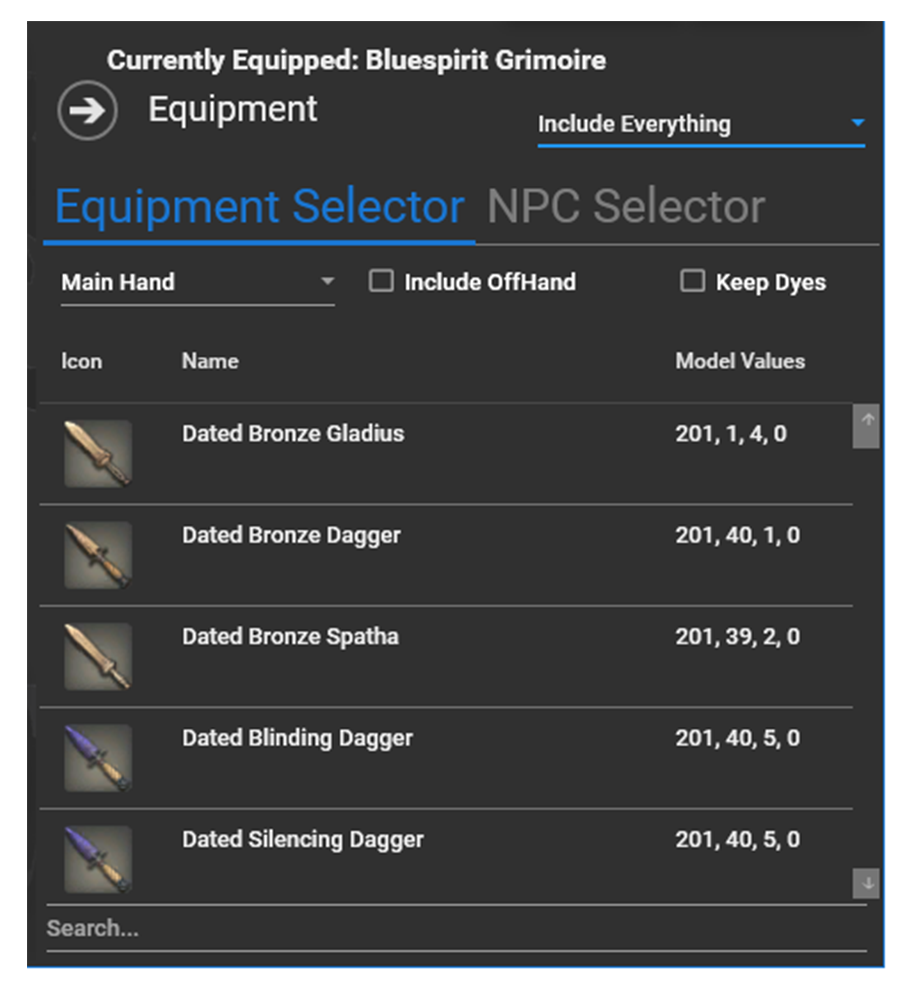 Currently Equipped: Bluespirit Grimoire
Equipment
Include Everything
Equipment Selector NPC Selector
Main Hand Include OffHand Keep Dyes
Icon Name Model Values
Dated Bronze Gladius 201, 1, 4, 0
Dated Bronze Dagger 201, 40, 1, 0
Dated Bronze Spatha 201, 39, 2, 0
Dated Blinding Dagger 201, 40, 5, 0
Dated Silencing Dagger 201, 40, 5, 0
Search...